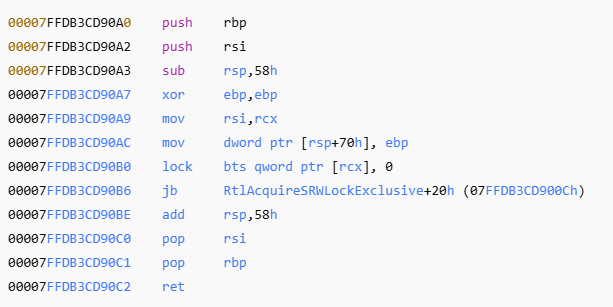 00007FFDB3CD90A0 push rbp
00007FFDB3CD90A2 push rsi
00007FFDB3CD90A3 sub rsp,58h
00007FFDB3CD90A7 xor ebp,ebp
00007FFDB3CD90A9 mov rsi,rcx
00007FFDB3CD90AC mov dword ptr [rsp+70h], ebp
00007FFDB3CD90B0 lock bts qword ptr [rcx], 0
00007FFDB3CD90B6 jb RtlAcquireSRWLockExclusive+20h (07FFDB3CD900Ch)
00007FFDB3CD90BE add rsp,58h
00007FFDB3CD90C0 pop rsi
00007FFDB3CD90C1 pop rbp
00007FFDB3CD90C2 ret